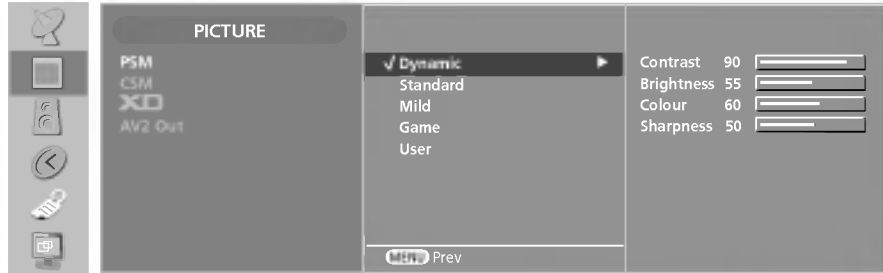 PICTURE
PSM
CSM
XD
AV2 Out
√ Dynamic ►
Standard
Mild
Game
User
MENU Prev
Contrast 90
Brightness 55
Colour 60
Sharpness 50